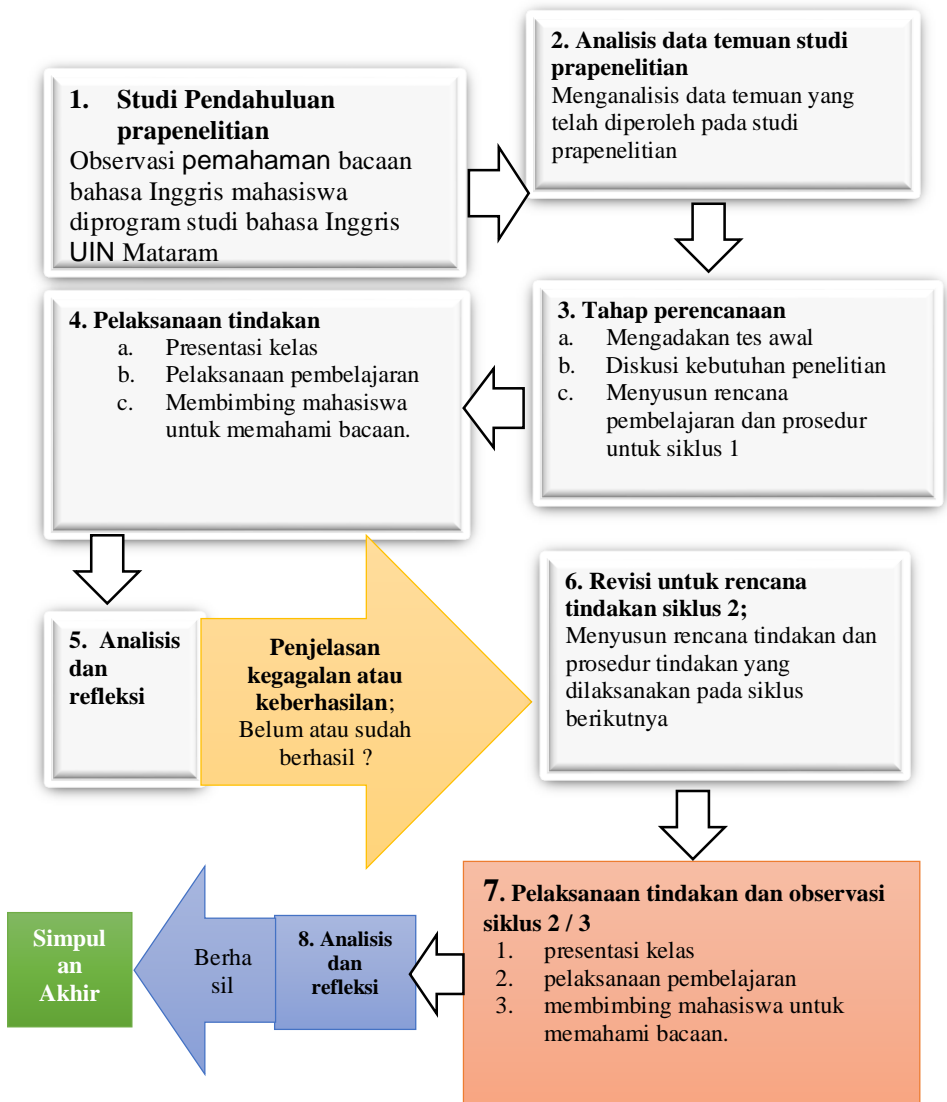 1. Studi Pendahuluan
prapenelitian
Observasi pemahaman bacaan
bahasa Inggris mahasiswa
diprogram studi bahasa Inggris
UIN Mataram
2. Analisis data temuan studi
prapenelitian
Menganalisis data temuan yang
telah diperoleh pada studi
prapenelitian
3. Tahap perencanaan
a. Mengadakan tes awal
b. Diskusi kebutuhan penelitian
c. Menyusun rencana
pembelajaran dan prosedur
untuk siklus 1
4. Pelaksanaan tindakan
a. Presentasi kelas
b. Pelaksanaan pembelajaran
c. Membimbing mahasiswa
untuk memahami bacaan.
5. Analisis
dan
refleksi
Penjelasan
kegagalan atau
keberhasilan;
Belum atau sudah
berhasil ?
6. Revisi untuk rencana
tindakan siklus 2;
Menyusun rencana tindakan dan
prosedur tindakan yang
dilaksanakan pada siklus
berikutnya
7. Pelaksanaan tindakan dan observasi
siklus 2 / 3
1. presentasi kelas
2. pelaksanaan pembelajaran
3. membimbing mahasiswa untuk
memahami bacaan.
8. Analisis
dan
refleksi
Berha
sil
Simpul
an
Akhir